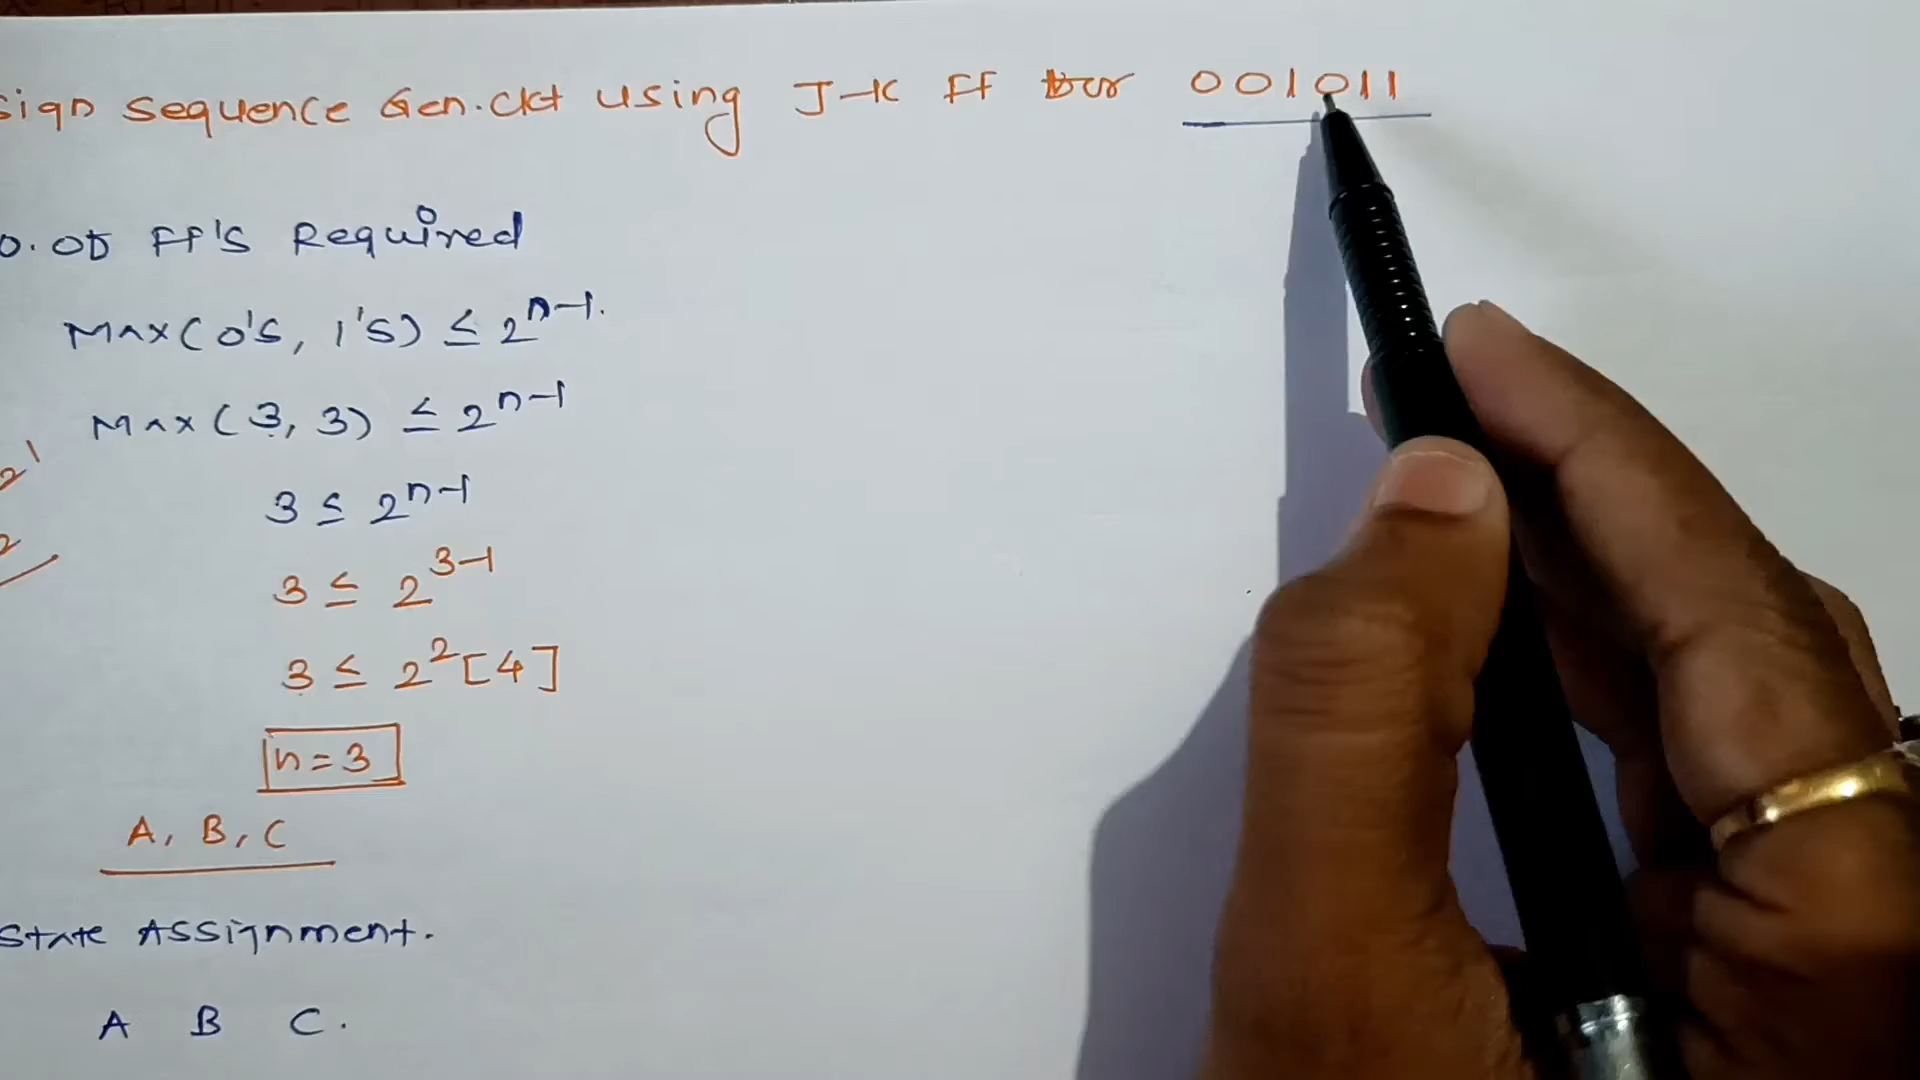 sign sequence Gen.ckt using J-K FF for 001011
o. of FF's Required
Max(0's, 1's) ≤ 2^n-1.
Max(3, 3) ≤ 2^n-1
3 ≤ 2^n-1
3 ≤ 2^3-1
3 ≤ 2^2 [4]
n = 3
A, B, C
State Assignment.
A B C.